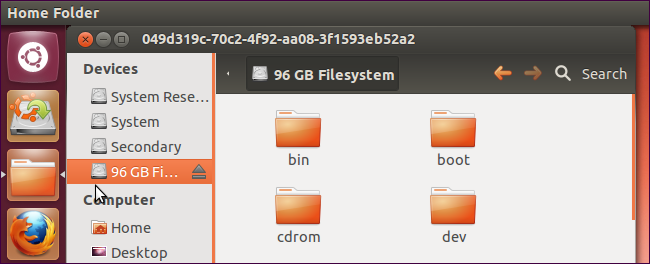 Home Folder
049d319c-70c2-4f92-aa08-3f1593eb52a2
Devices
System Rese...
System
Secondary
96 GB Fi...
Computer
Home
Desktop
96 GB Filesystem
Search
bin
boot
cdrom
dev